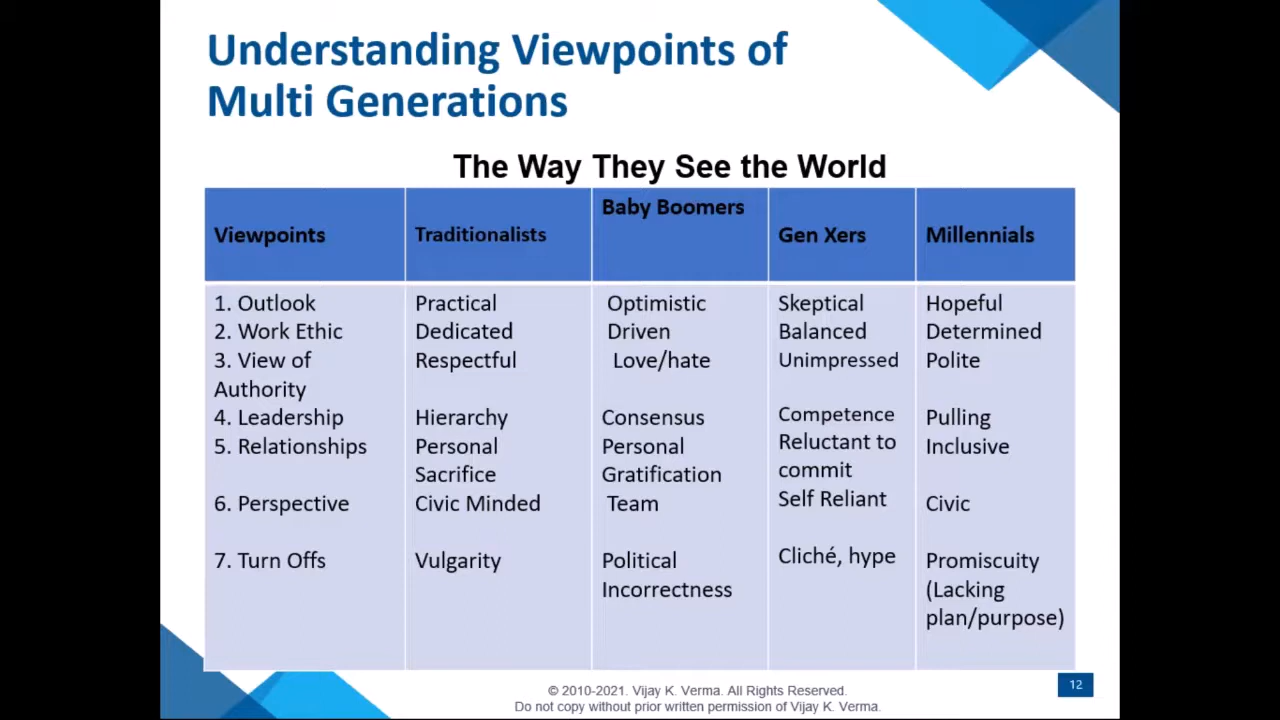 Understanding Viewpoints of
Multi Generations
The Way They See the World
Viewpoints Traditionalists Baby Boomers Gen Xers Millennials
1. Outlook Practical Optimistic Skeptical Hopeful
2. Work Ethic Dedicated Driven Balanced Determined
3. View of Respectful Love/hate Unimpressed Polite
Authority
4. Leadership Hierarchy Consensus Competence Pulling
5. Relationships Personal Personal Reluctant to Inclusive
Sacrifice Gratification commit
6. Perspective Civic Minded Team Self Reliant Civic
7. Turn Offs Vulgarity Political Cliché, hype Promiscuity
Incorrectness (Lacking
plan/purpose)
12
© 2010-2021. Vijay K. Verma. All Rights Reserved.
Do not copy without prior written permission of Vijay K. Verma.